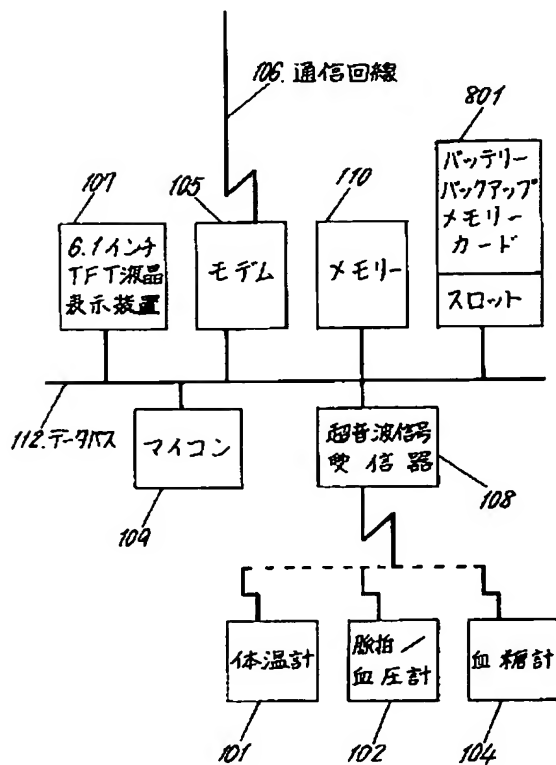 106. 通信回線
801
バッテリー
バックアップ
メモリー
カード
スロット
107
6.1インチ
TFT液晶
表示装置
105
モデム
110
メモリー
112.データバス
マイコン
109
超音波信号
受信器
108
体温計
101
脈拍／
血圧計
102
血糖計
104